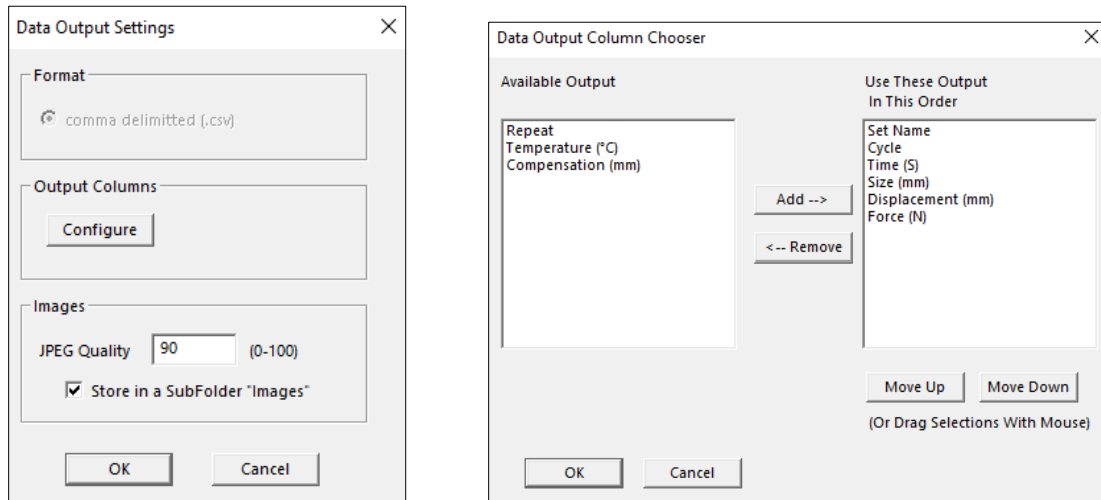 Data Output Settings
Format
comma delimitted (.csv)
Output Columns
Configure
Images
JPEG Quality 90 (0-100)
Store in a SubFolder "Images"
OK Cancel
Data Output Column Chooser
Available Output
Repeat
Temperature (°C)
Compensation (mm)
Add -->
<-- Remove
Use These Output
In This Order
Set Name
Cycle
Time (S)
Size (mm)
Displacement (mm)
Force (N)
Move Up Move Down
(Or Drag Selections With Mouse)
OK Cancel